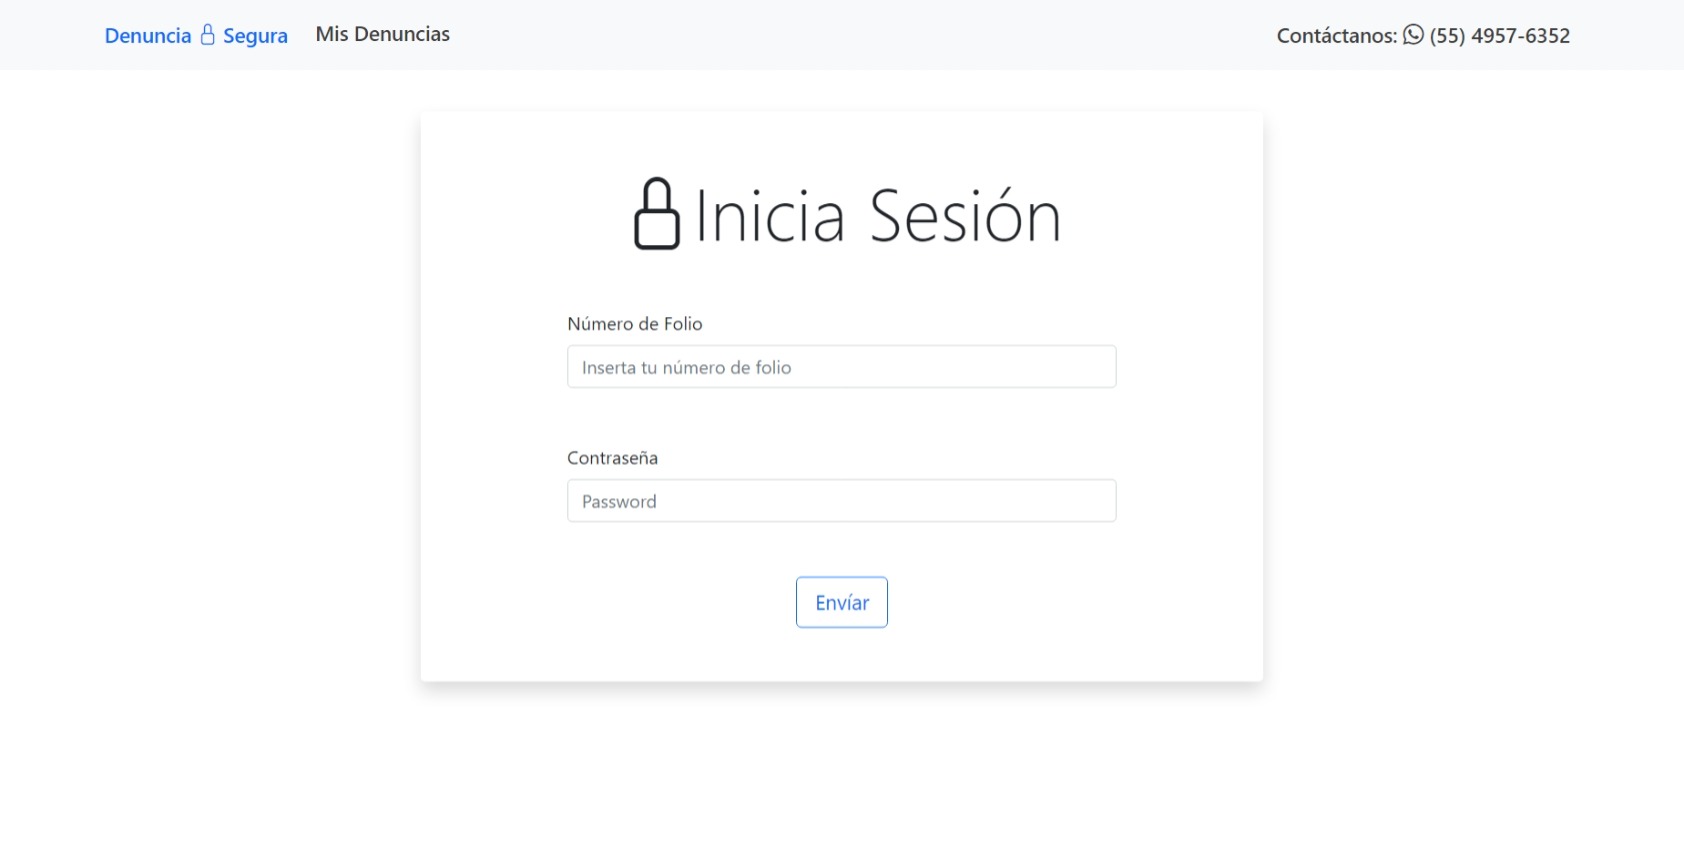 Denuncia Segura Mis Denuncias Contáctanos: (55) 4957-6352
Inicia Sesión
Número de Folio
Inserta tu número de folio
Contraseña
Password
Envíar